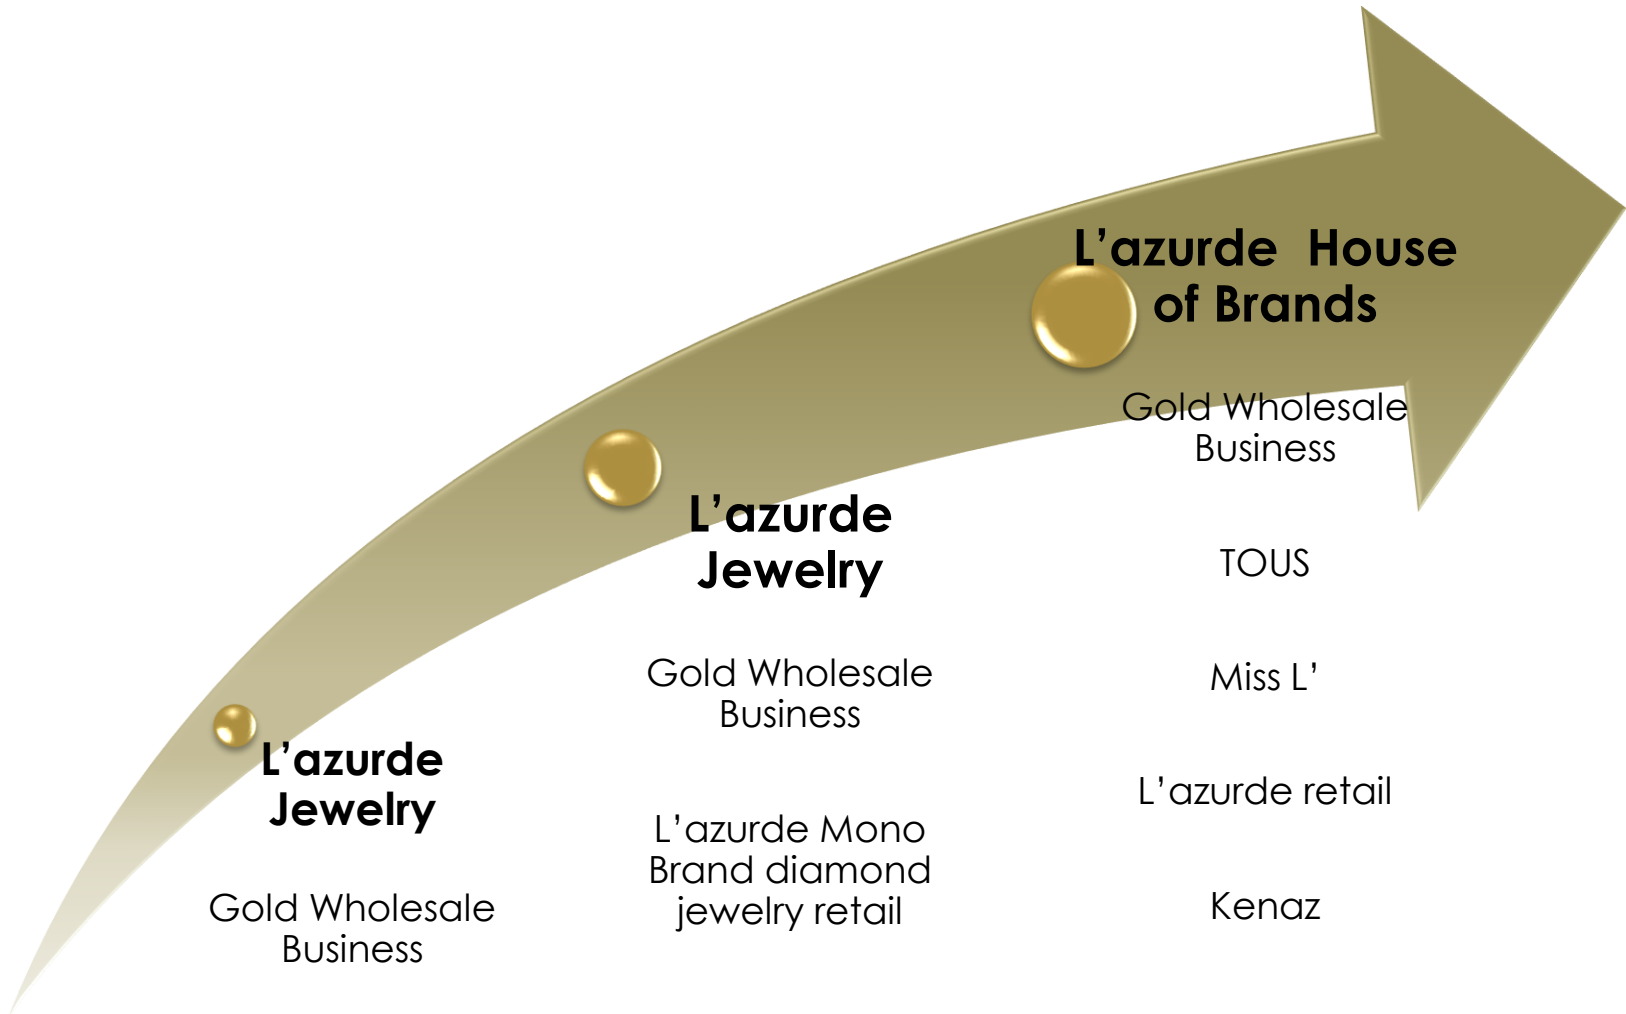 L’azurde
Jewelry
Gold Wholesale
Business
L’azurde
Jewelry
Gold Wholesale
Business
L’azurde Mono
Brand diamond
jewelry retail
L’azurde House
of Brands
Gold Wholesale
Business
TOUS
Miss L’
L’azurde retail
Kenaz